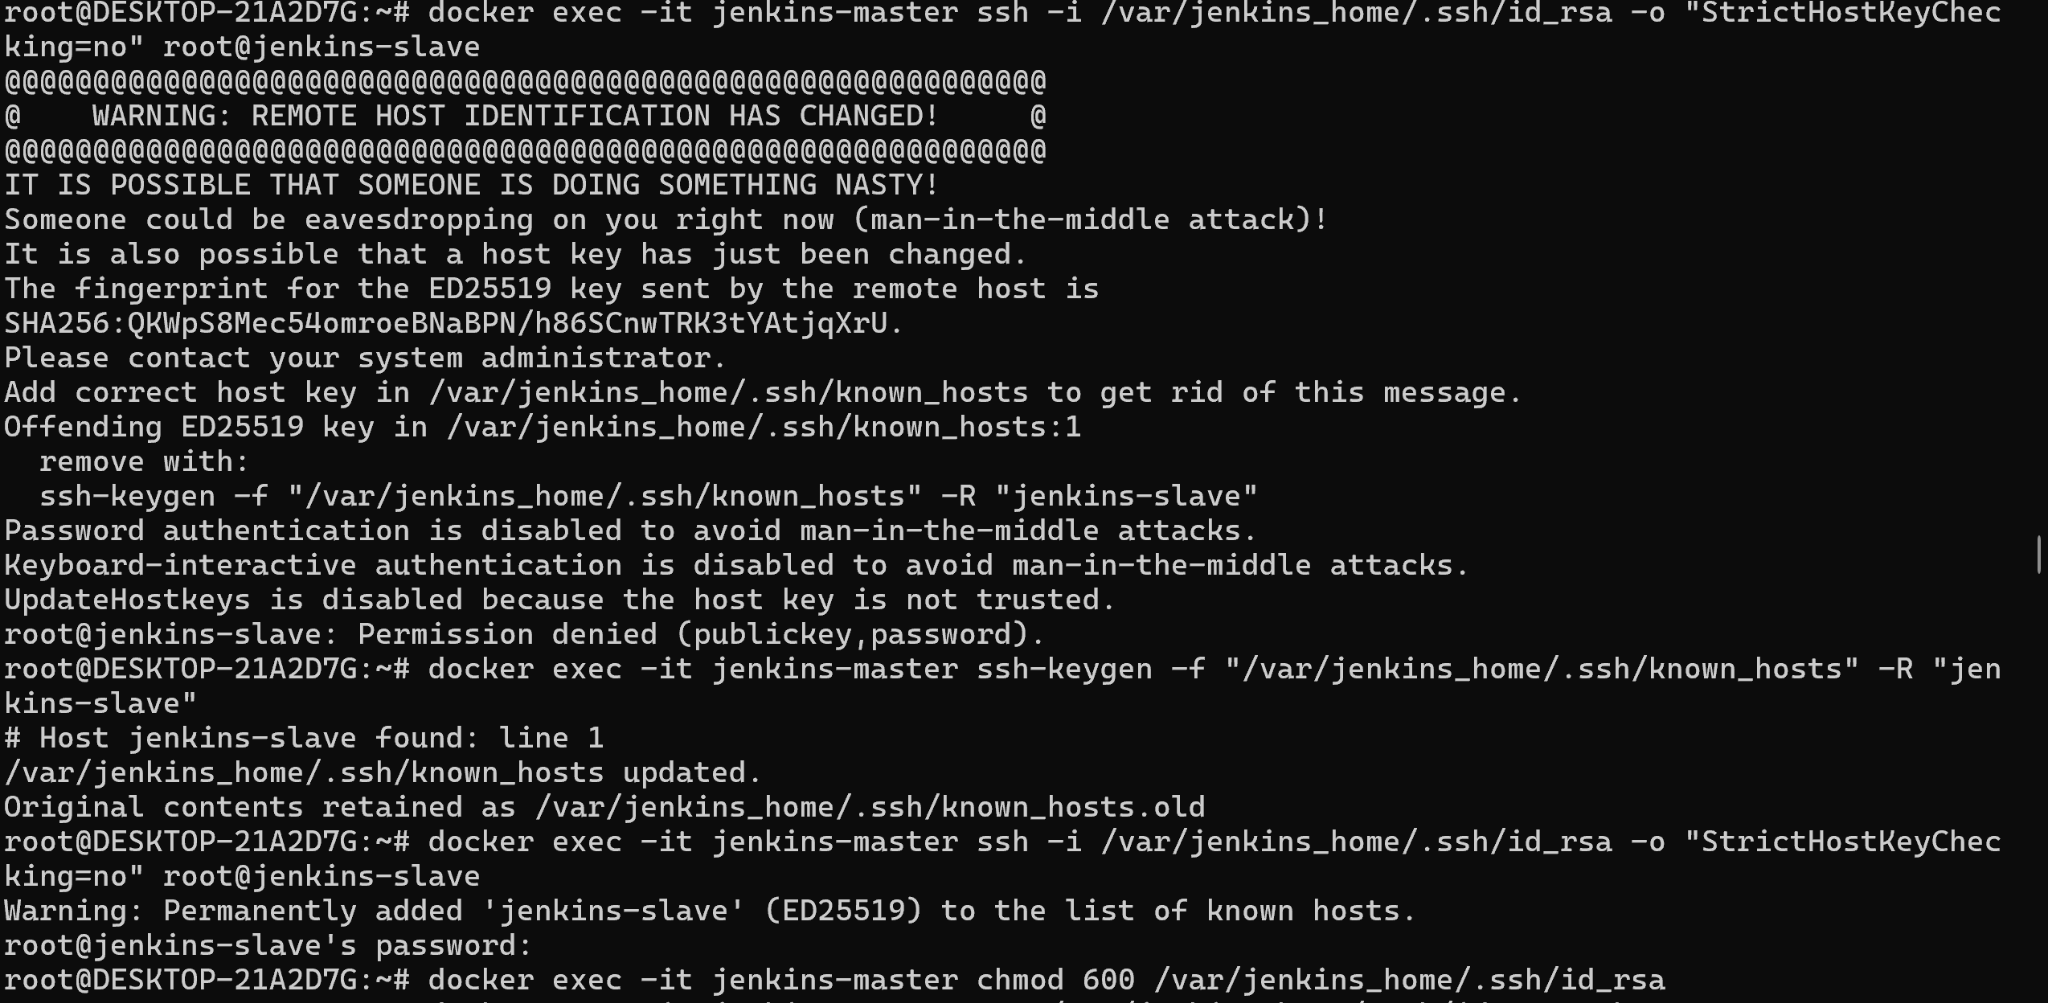 root@DESKTOP-21A2D7G:~# docker exec -it jenkins-master ssh -i /var/jenkins_home/.ssh/id_rsa -o "StrictHostKeyChec
king=no" root@jenkins-slave
@@@@@@@@@@@@@@@@@@@@@@@@@@@@@@@@@@@@@@@@@@@@@@@@@@@@@@@@@@@
@    WARNING: REMOTE HOST IDENTIFICATION HAS CHANGED!     @
@@@@@@@@@@@@@@@@@@@@@@@@@@@@@@@@@@@@@@@@@@@@@@@@@@@@@@@@@@@
IT IS POSSIBLE THAT SOMEONE IS DOING SOMETHING NASTY!
Someone could be eavesdropping on you right now (man-in-the-middle attack)!
It is also possible that a host key has just been changed.
The fingerprint for the ED25519 key sent by the remote host is
SHA256:QKWpS8Mec54omroeBNaBPN/h86SCnwTRK3tYAtjqXrU.
Please contact your system administrator.
Add correct host key in /var/jenkins_home/.ssh/known_hosts to get rid of this message.
Offending ED25519 key in /var/jenkins_home/.ssh/known_hosts:1
  remove with:
  ssh-keygen -f "/var/jenkins_home/.ssh/known_hosts" -R "jenkins-slave"
Password authentication is disabled to avoid man-in-the-middle attacks.
Keyboard-interactive authentication is disabled to avoid man-in-the-middle attacks.
UpdateHostkeys is disabled because the host key is not trusted.
root@jenkins-slave: Permission denied (publickey,password).
root@DESKTOP-21A2D7G:~# docker exec -it jenkins-master ssh-keygen -f "/var/jenkins_home/.ssh/known_hosts" -R "jen
kins-slave"
# Host jenkins-slave found: line 1
/var/jenkins_home/.ssh/known_hosts updated.
Original contents retained as /var/jenkins_home/.ssh/known_hosts.old
root@DESKTOP-21A2D7G:~# docker exec -it jenkins-master ssh -i /var/jenkins_home/.ssh/id_rsa -o "StrictHostKeyChec
king=no" root@jenkins-slave
Warning: Permanently added 'jenkins-slave' (ED25519) to the list of known hosts.
root@jenkins-slave's password:
root@DESKTOP-21A2D7G:~# docker exec -it jenkins-master chmod 600 /var/jenkins_home/.ssh/id_rsa